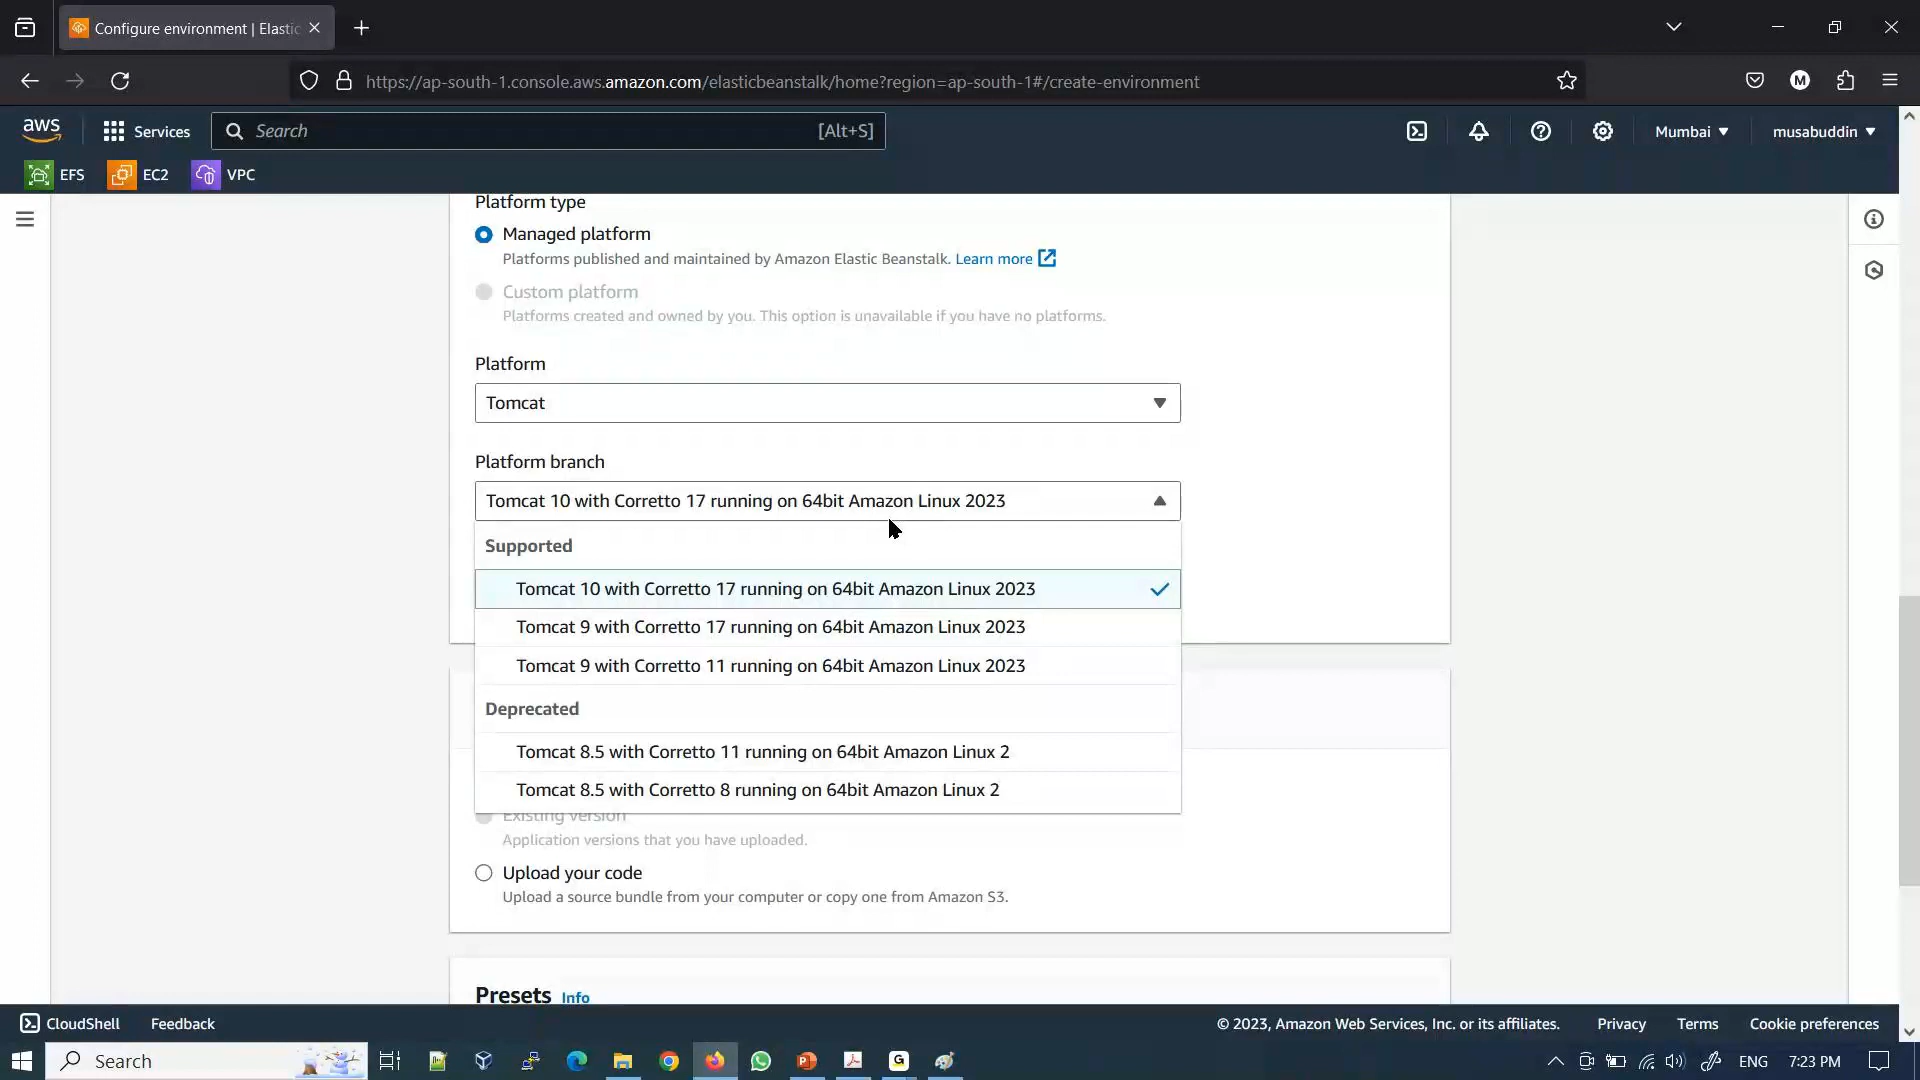 Configure environment | Elastic
https://ap-south-1.console.aws.amazon.com/elasticbeanstalk/home?region=ap-south-1#/create-environment
M
aws
Services
Search
[Alt+S]
Mumbai
musabuddin
EFS
EC2
VPC
Platform type
Managed platform
Platforms published and maintained by Amazon Elastic Beanstalk. Learn more
Custom platform
Platforms created and owned by you. This option is unavailable if you have no platforms.
Platform
Tomcat
Platform branch
Tomcat 10 with Corretto 17 running on 64bit Amazon Linux 2023
Supported
Tomcat 10 with Corretto 17 running on 64bit Amazon Linux 2023
Tomcat 9 with Corretto 17 running on 64bit Amazon Linux 2023
Tomcat 9 with Corretto 11 running on 64bit Amazon Linux 2023
Deprecated
Tomcat 8.5 with Corretto 11 running on 64bit Amazon Linux 2
Tomcat 8.5 with Corretto 8 running on 64bit Amazon Linux 2
Existing version
Application versions that you have uploaded.
Upload your code
Upload a source bundle from your computer or copy one from Amazon S3.
Presets Info
CloudShell
Feedback
© 2023, Amazon Web Services, Inc. or its affiliates.
Privacy
Terms
Cookie preferences
Search
ENG
7:23 PM